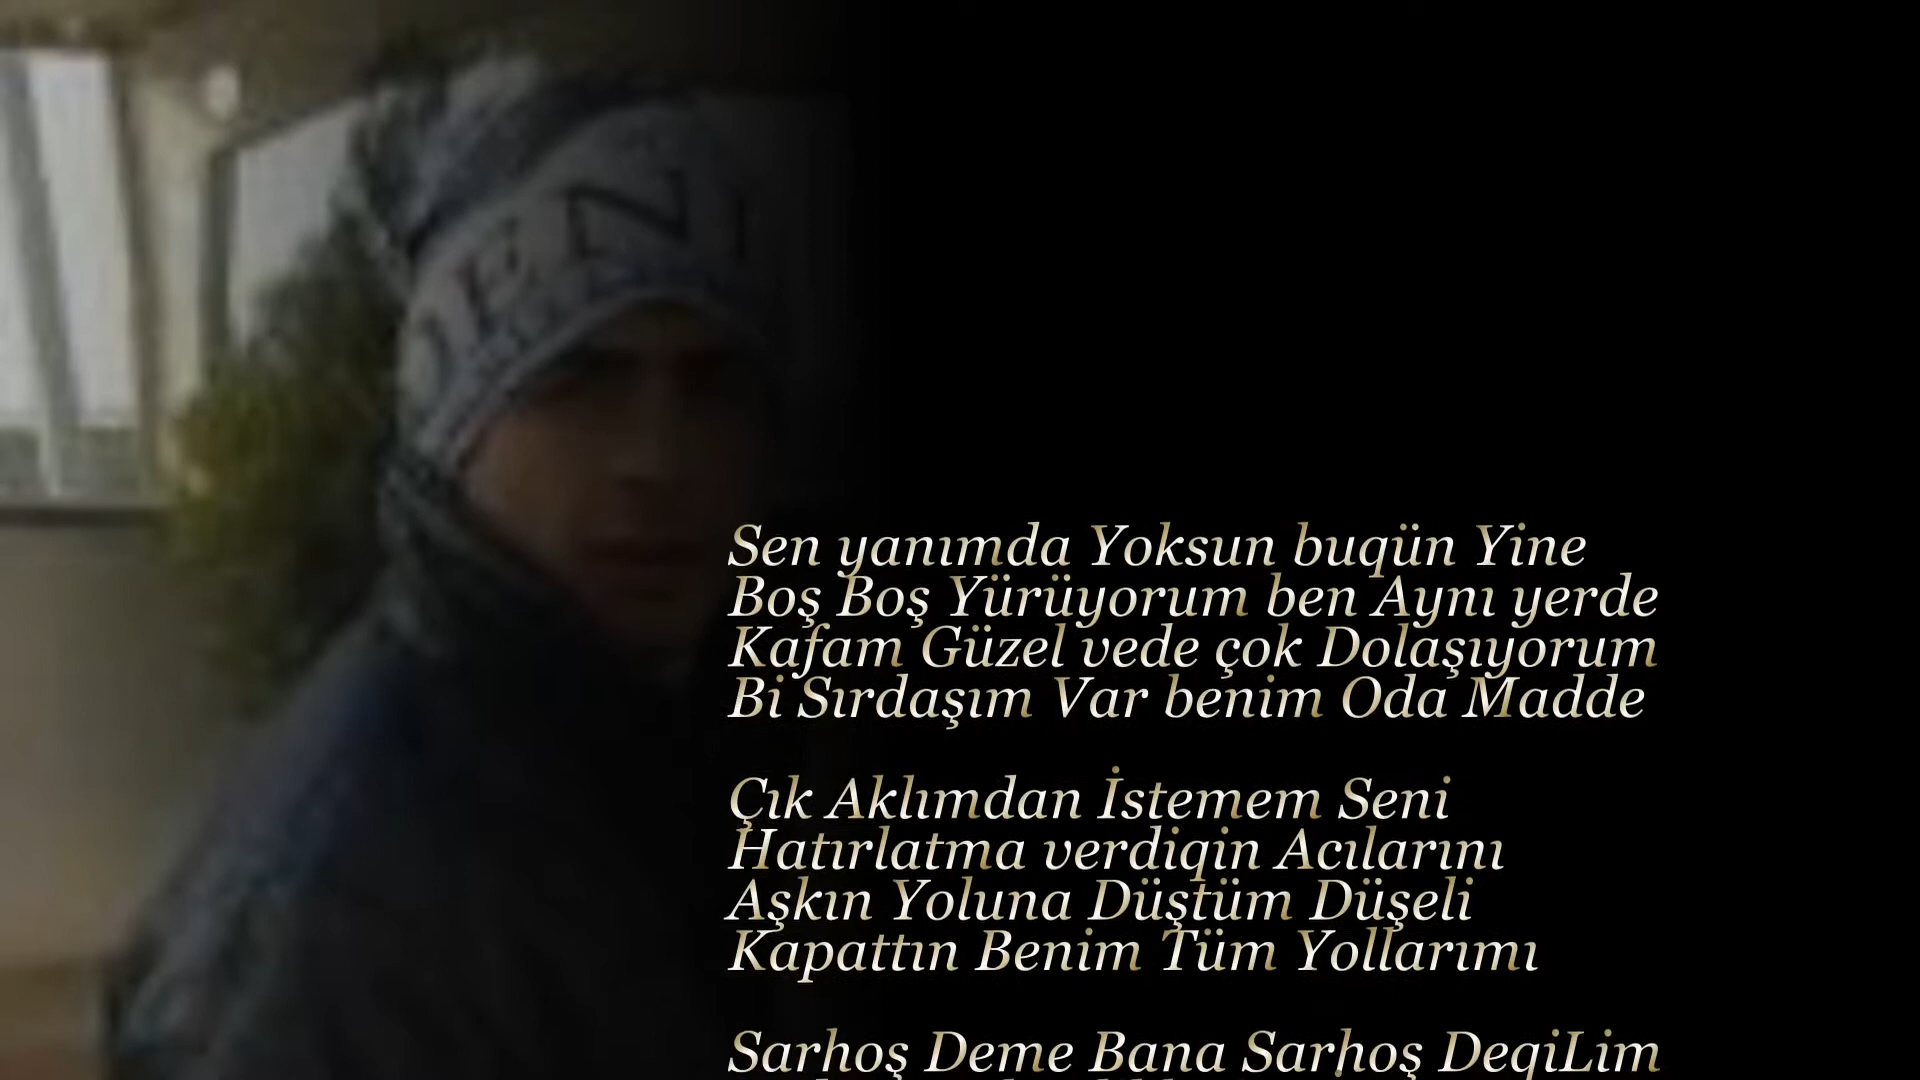 ENI
Sen yanımda Yoksun buqün Yine
Boş Boş Yürüyorum ben Aynı yerde
Kafam Güzel vede çok Dolaşıyorum
Bi Sırdaşım Var benim Oda Madde
Çık Aklımdan İstemem Seni
Hatırlatma verdiqin Acılarını
Aşkın Yoluna Düştüm Düşeli
Kapattın Benim Tüm Yollarımı
Sarhoş Deme Bana Sarhoş DeqiLim